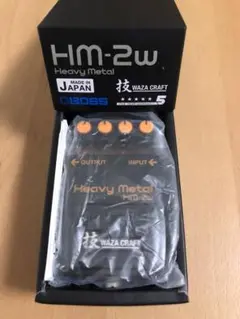 HM-2w
Heavy Metal
MADE IN
JAPAN
技 WAZA CRAFT
BOSS
5
←OUTPUT INPUT←
Heavy Metal
HM-2w
技 WAZA CRAFT